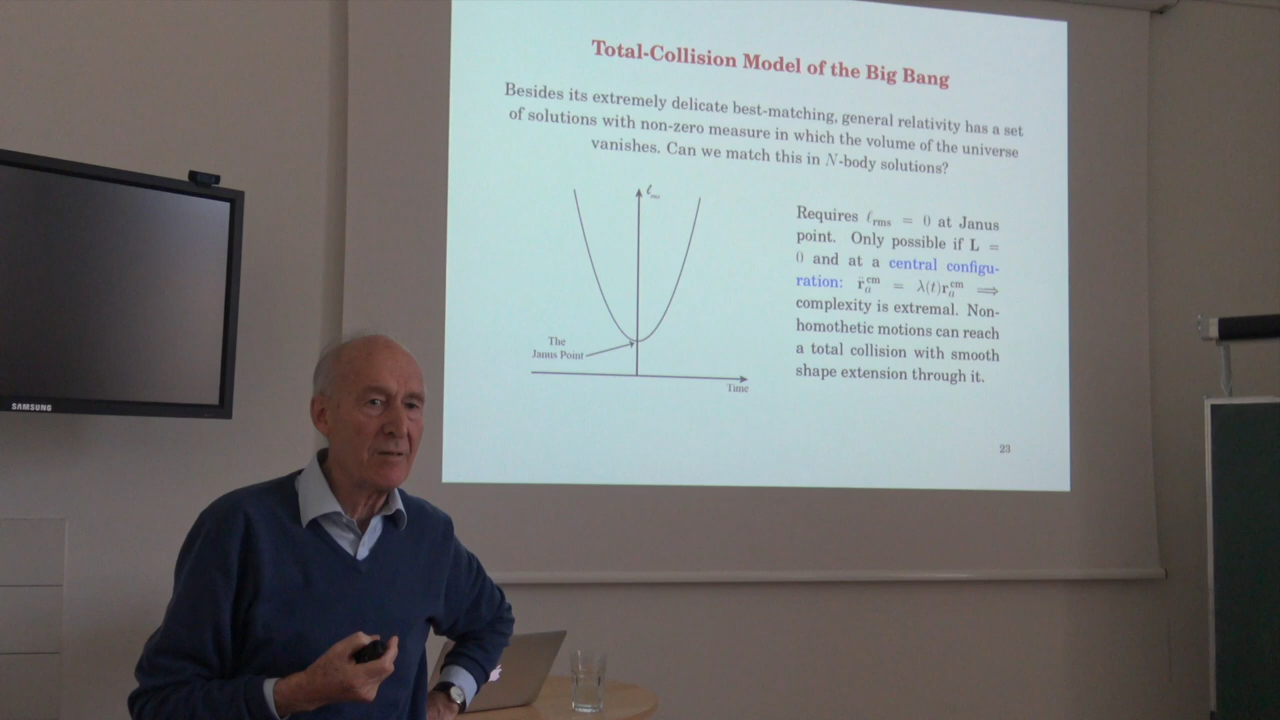 Total-Collision Model of the Big Bang
Besides its extremely delicate best-matching, general relativity has a set
of solutions with non-zero measure in which the volume of the universe
vanishes. Can we match this in N-body solutions?
ℓrms
Requires ℓrms = 0 at Janus
point. Only possible if L =
0 and at a central configu-
ration: r̈ₐᶜᵐ = λ(t)rₐᶜᵐ ⟹
complexity is extremal. Non-
homothetic motions can reach
a total collision with smooth
shape extension through it.
The
Janus Point
Time
23
SAMSUNG